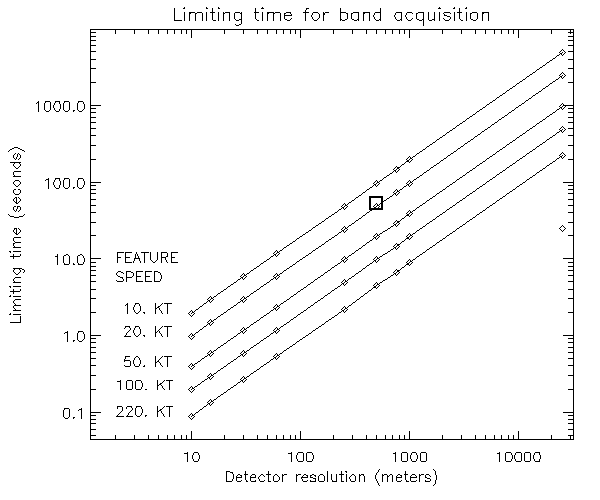 Limiting time for band acquisition
Limiting time (seconds)
1000.0
100.0
10.0
1.0
0.1
FEATURE
SPEED
10. KT
20. KT
50. KT
100. KT
220. KT
10 100 1000 10000
Detector resolution (meters)